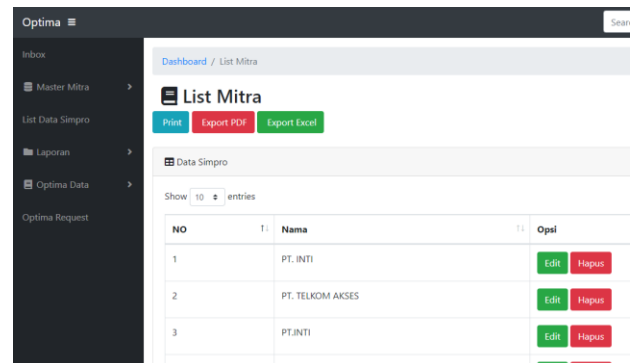 Optima
Sear
Inbox
Master Mitra
List Data Simpro
Laporan
Optima Data
Optima Request
Dashboard / List Mitra
List Mitra
Print Export PDF Export Excel
Data Simpro
Show 10 entries
NO Nama Opsi
1 PT. INTI Edit Hapus
2 PT. TELKOM AKSES Edit Hapus
3 PT.INTI Edit Hapus